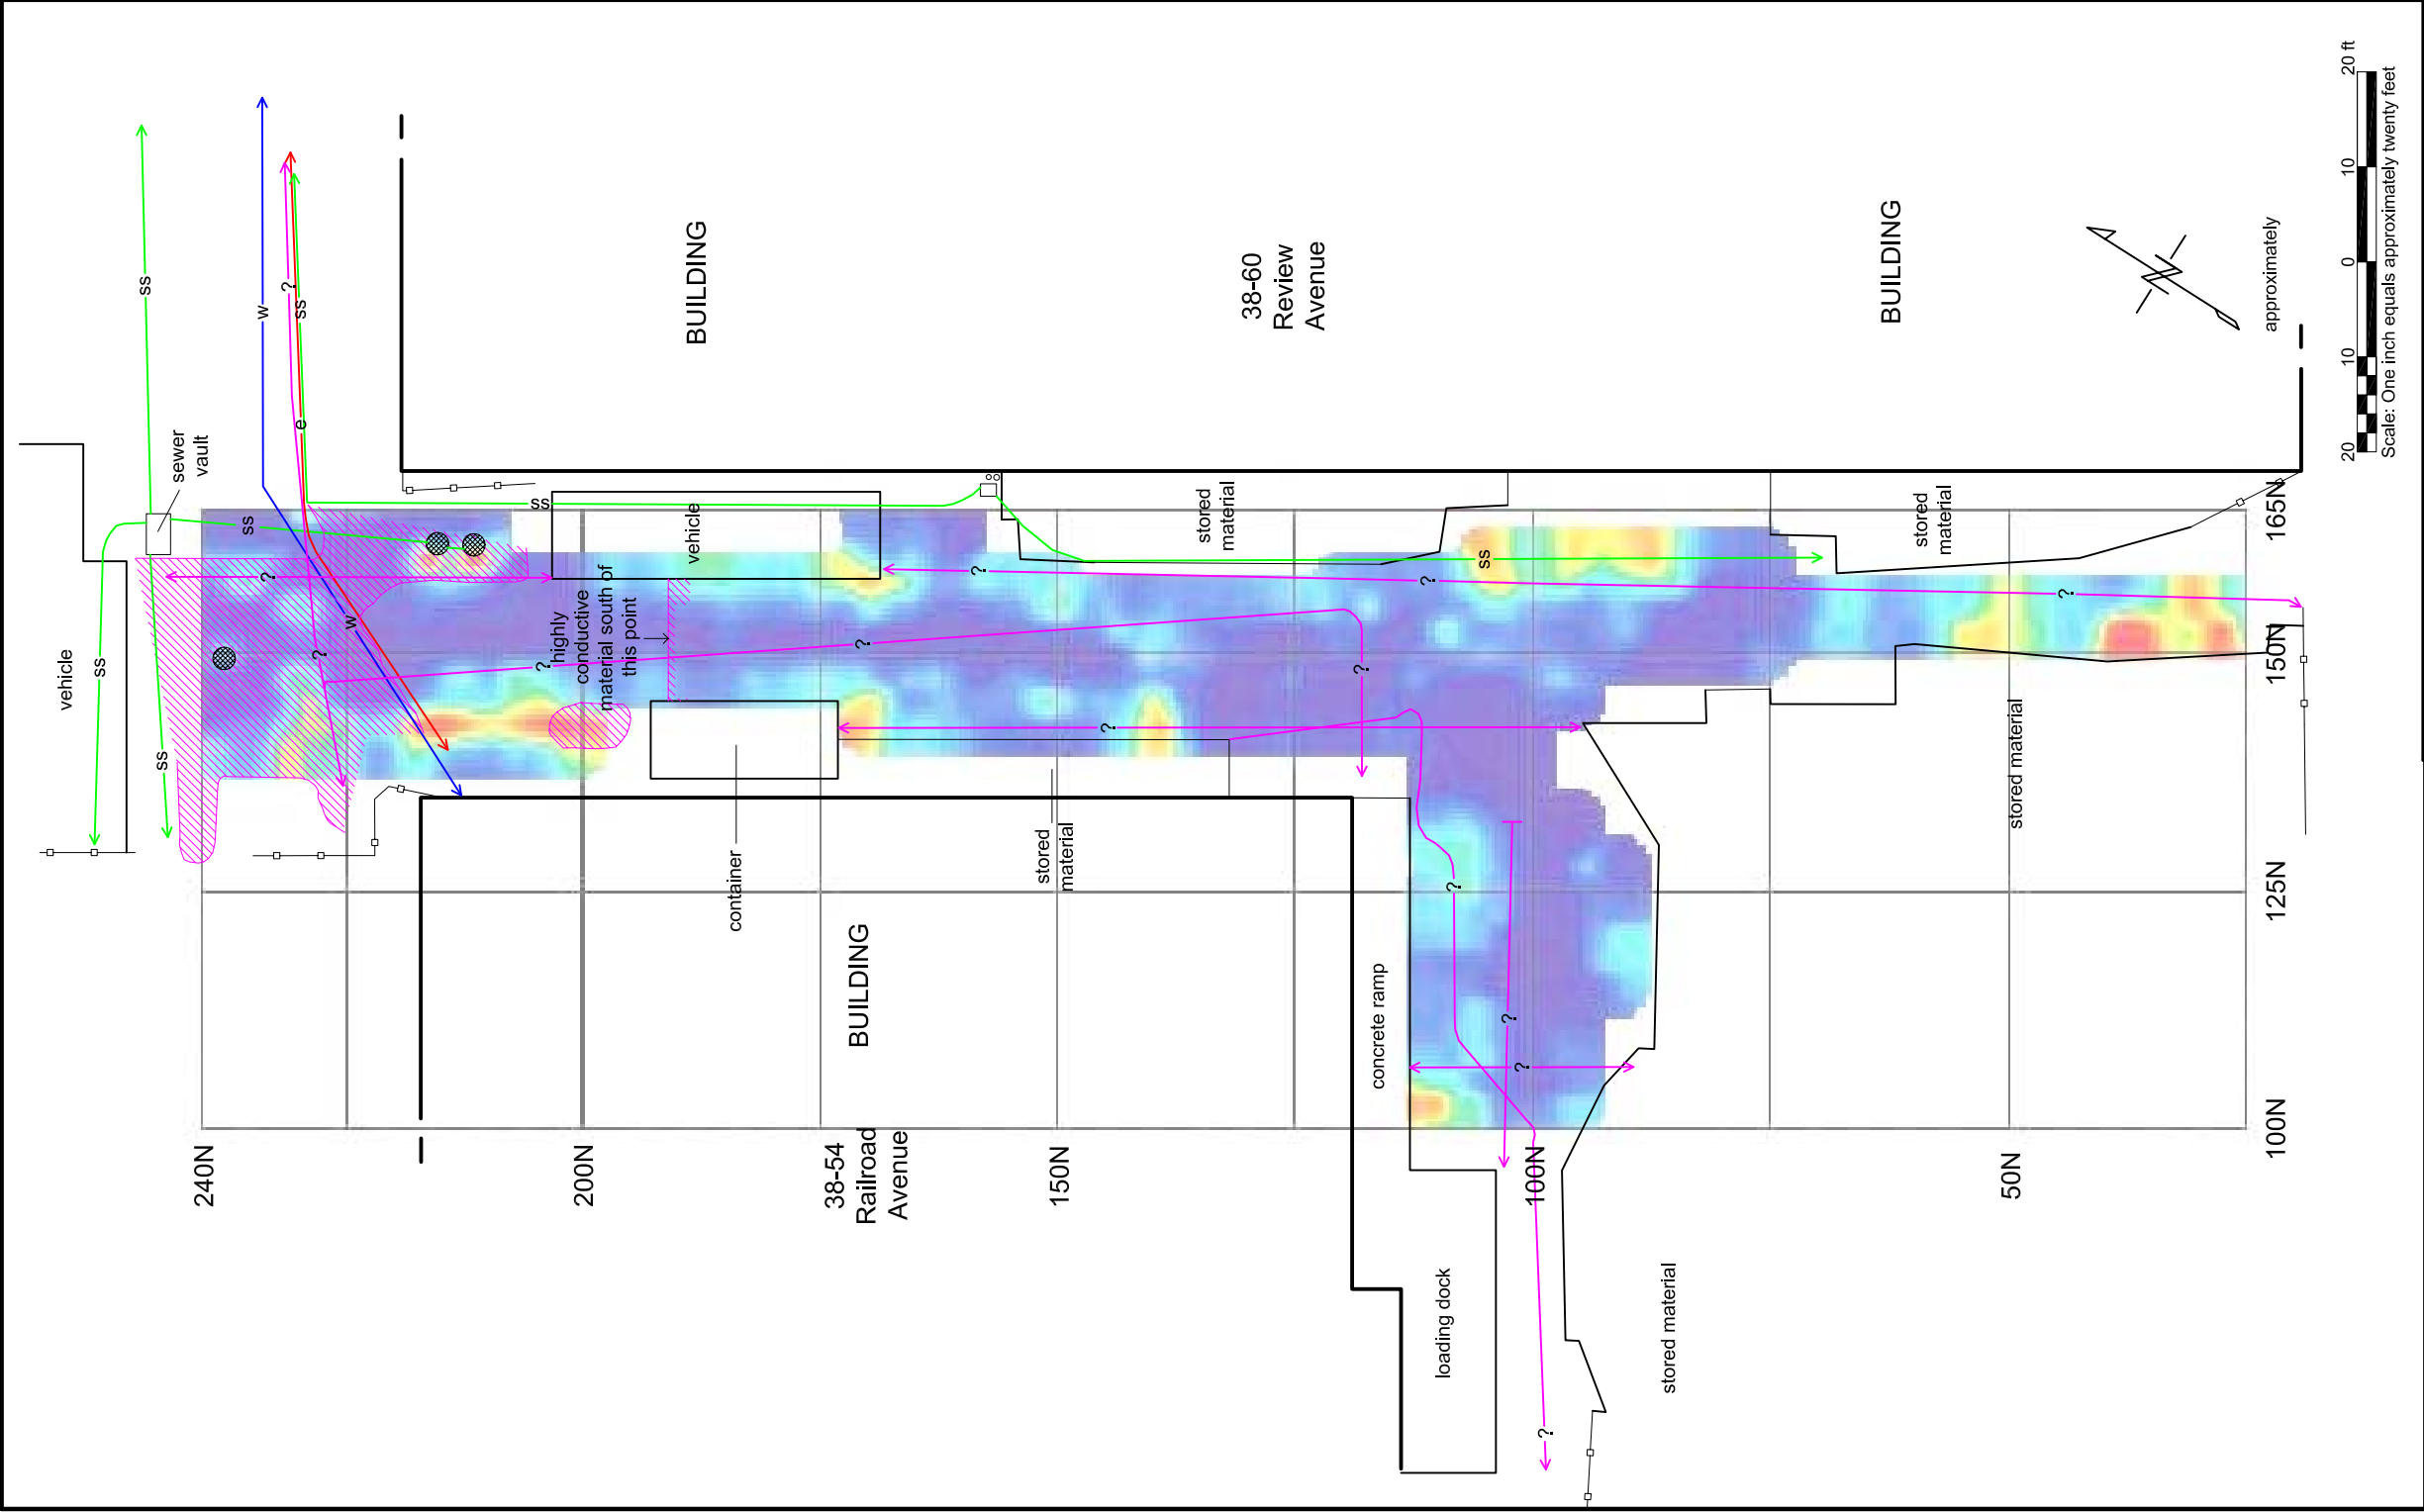 20 ft
10
0
10
20
Scale: One inch equals approximately twenty feet
approximately
BUILDING
BUILDING
38-60
Review
Avenue
ss
w
?
ss
e
sewer
vault
ss
ss
vehicle
8
stored
material
stored
material
165N
ss
?
?
?
?
w
?
?
highly
conductive
material south of
this point
?
?
150N
vehicle
ss
ss
?
container
stored
material
stored material
?
125N
BUILDING
concrete ramp
?
?
100N
240N
200N
38-54
Railroad
Avenue
150N
100N
50N
loading dock
stored material
?